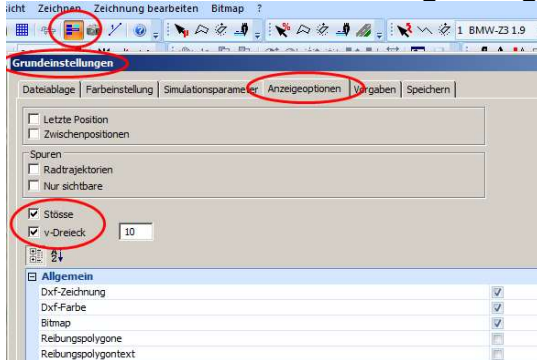 sicht Zeichnen Zeichnung bearbeiten Bitmap ?
1 BMW-Z3 1.9
Grundeinstellungen
Dateiablage Farbeinstellung Simulationsparameter Anzeigeoptionen Vorgaben Speichern
Letzte Position
Zwischenpositionen
Spuren
Radtrajektorien
Nur sichtbare
Stösse
v-Dreieck 10
Allgemein
Dxf-Zeichnung
Dxf-Farbe
Bitmap
Reibungspolygone
Reibungspolygontext